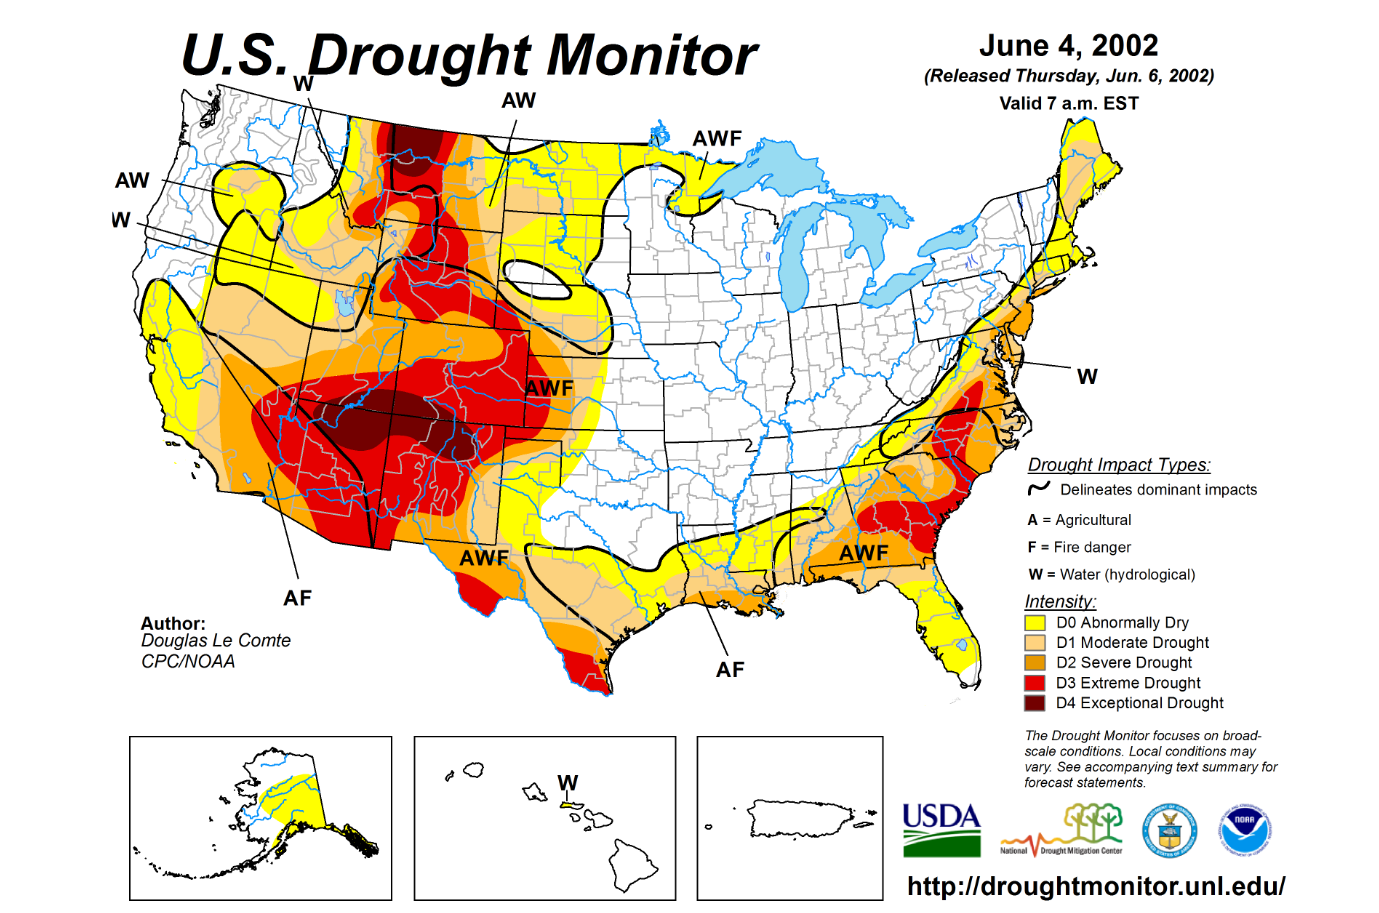 U.S. Drought Monitor
June 4, 2002
(Released Thursday, Jun. 6, 2002)
Valid 7 a.m. EST
W
AW
AWF
AW
W
W
AWF
AWF
AWF
AF
AF
Author:
Douglas Le Comte
CPC/NOAA
Drought Impact Types:
Delineates dominant impacts
A = Agricultural
F = Fire danger
W = Water (hydrological)
Intensity:
D0 Abnormally Dry
D1 Moderate Drought
D2 Severe Drought
D3 Extreme Drought
D4 Exceptional Drought
The Drought Monitor focuses on broad-
scale conditions. Local conditions may
vary. See accompanying text summary for
forecast statements.
W
USDA
National Drought Mitigation Center
NOAA
http://droughtmonitor.unl.edu/